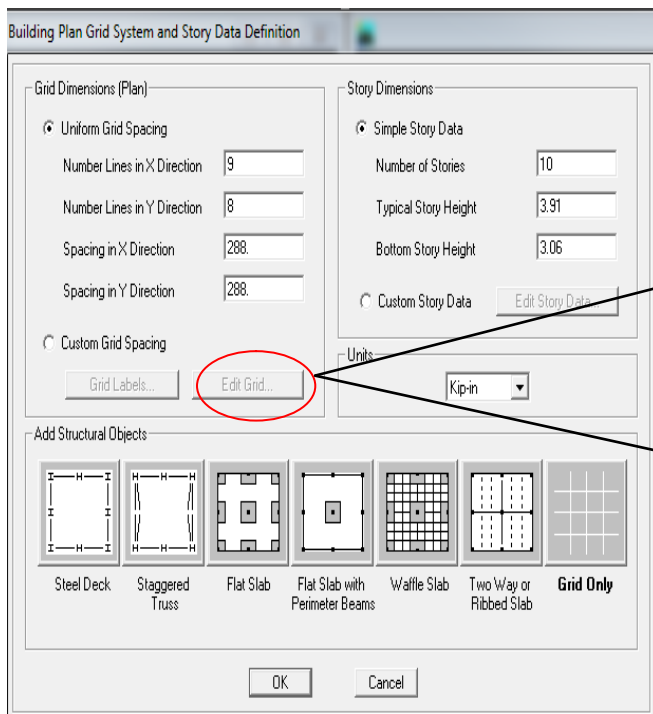 Building Plan Grid System and Story Data Definition
Grid Dimensions (Plan)
Uniform Grid Spacing
Number Lines in X Direction 9
Number Lines in Y Direction 8
Spacing in X Direction 288.
Spacing in Y Direction 288.
Custom Grid Spacing
Grid Labels... Edit Grid...
Story Dimensions
Simple Story Data
Number of Stories 10
Typical Story Height 3.91
Bottom Story Height 3.06
Custom Story Data Edit Story Data...
Units
Kip-in
Add Structural Objects
Steel Deck
Staggered
Truss
Flat Slab
Flat Slab with
Perimeter Beams
Waffle Slab
Two Way or
Ribbed Slab
Grid Only
OK Cancel